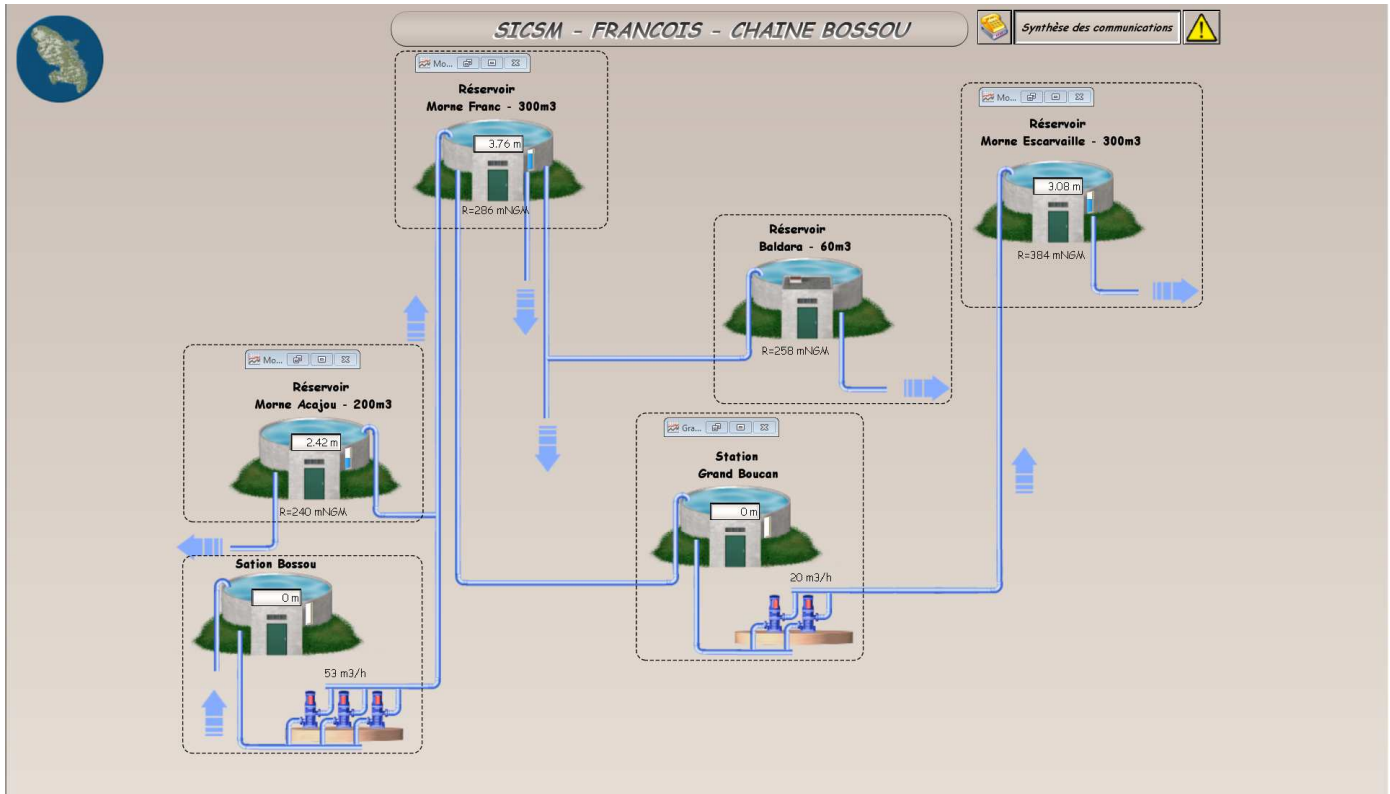 SICSM - FRANCOIS - CHAINE BOSSOU
Synthèse des communications
Mo...
Réservoir
Morne Franc - 300m3
3.76 m
R=286 mNGM
Mo...
Réservoir
Morne Escarvaille - 300m3
3.08 m
R=384 mNGM
Réservoir
Baldara - 60m3
R=258 mNGM
Mo...
Réservoir
Morne Acajou - 200m3
2.42 m
R=240 mNGM
Gra...
Station
Grand Boucan
0 m
20 m3/h
Sation Bossou
0 m
53 m3/h